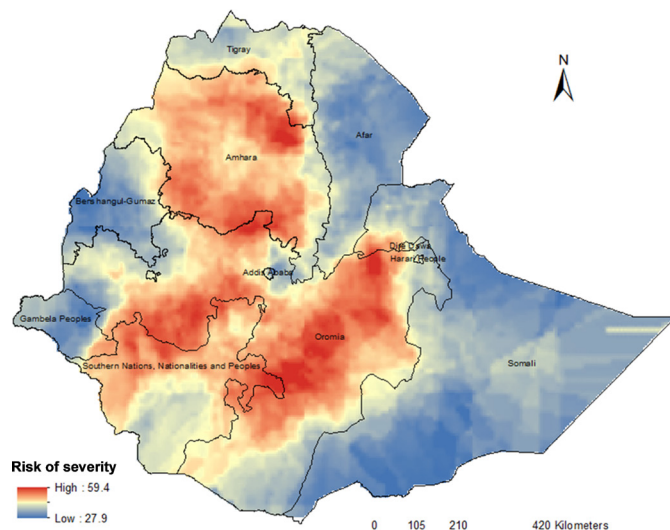 Tigray
N
Afar
Amhara
Benshangul-Gumaz
Dire Dawa
Harari People
Addis Ababa
Gambela Peoples
Oromia
Somali
Southern Nations, Nationalities and Peoples
Risk of severity
High : 59.4
Low : 27.9
0 105 210 420 Kilometers